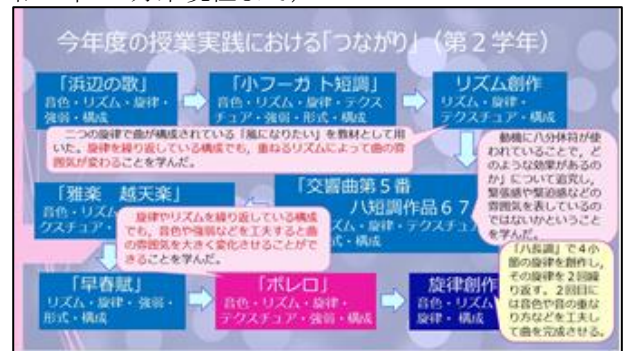 今年度の授業実践における「つながり」(第2学年)
「浜辺の歌」
音色・リズム・旋律・
強弱・構成
「小フーガ ト短調」
音色・リズム・旋律・テクス
チュア・強弱・形式・構成
リズム創作
リズム・旋律・
テクスチュア・構成
二つの旋律で曲が構成されている「風になりたい」を教材として用
いた。旋律を繰り返している構成でも、重ねるリズムによって曲の雰
囲気が変わることを学んだ。
動機に八分休符が使
われていることで、ど
のような効果があるの
か」について追究し、
緊張感や緊迫感などの
雰囲気を表しているの
ではないかということ
を学んだ。
「雅楽 越天楽」
音色・リズム
クスチュア・
旋律やリズムを繰り返している構成
でも、音色や強弱などを工夫すると曲
の雰囲気を大きく変化させることがで
きることを学んだ。
「交響曲第5番
ハ短調作品67
ズム・旋律・テクスチュ
式・構成
「早春賦」
リズム・旋律・強弱・
形式・構成
「ボレロ」
音色・リズム・旋律・
テクスチュア・強弱・構成
旋律創作
音色・リズム
旋律・構成
「ハ長調」で4小
節の旋律を創作し、
その旋律を2回繰
り返す。2回目に
は音色や音の重な
り方などを工夫し
て曲を完成させる。